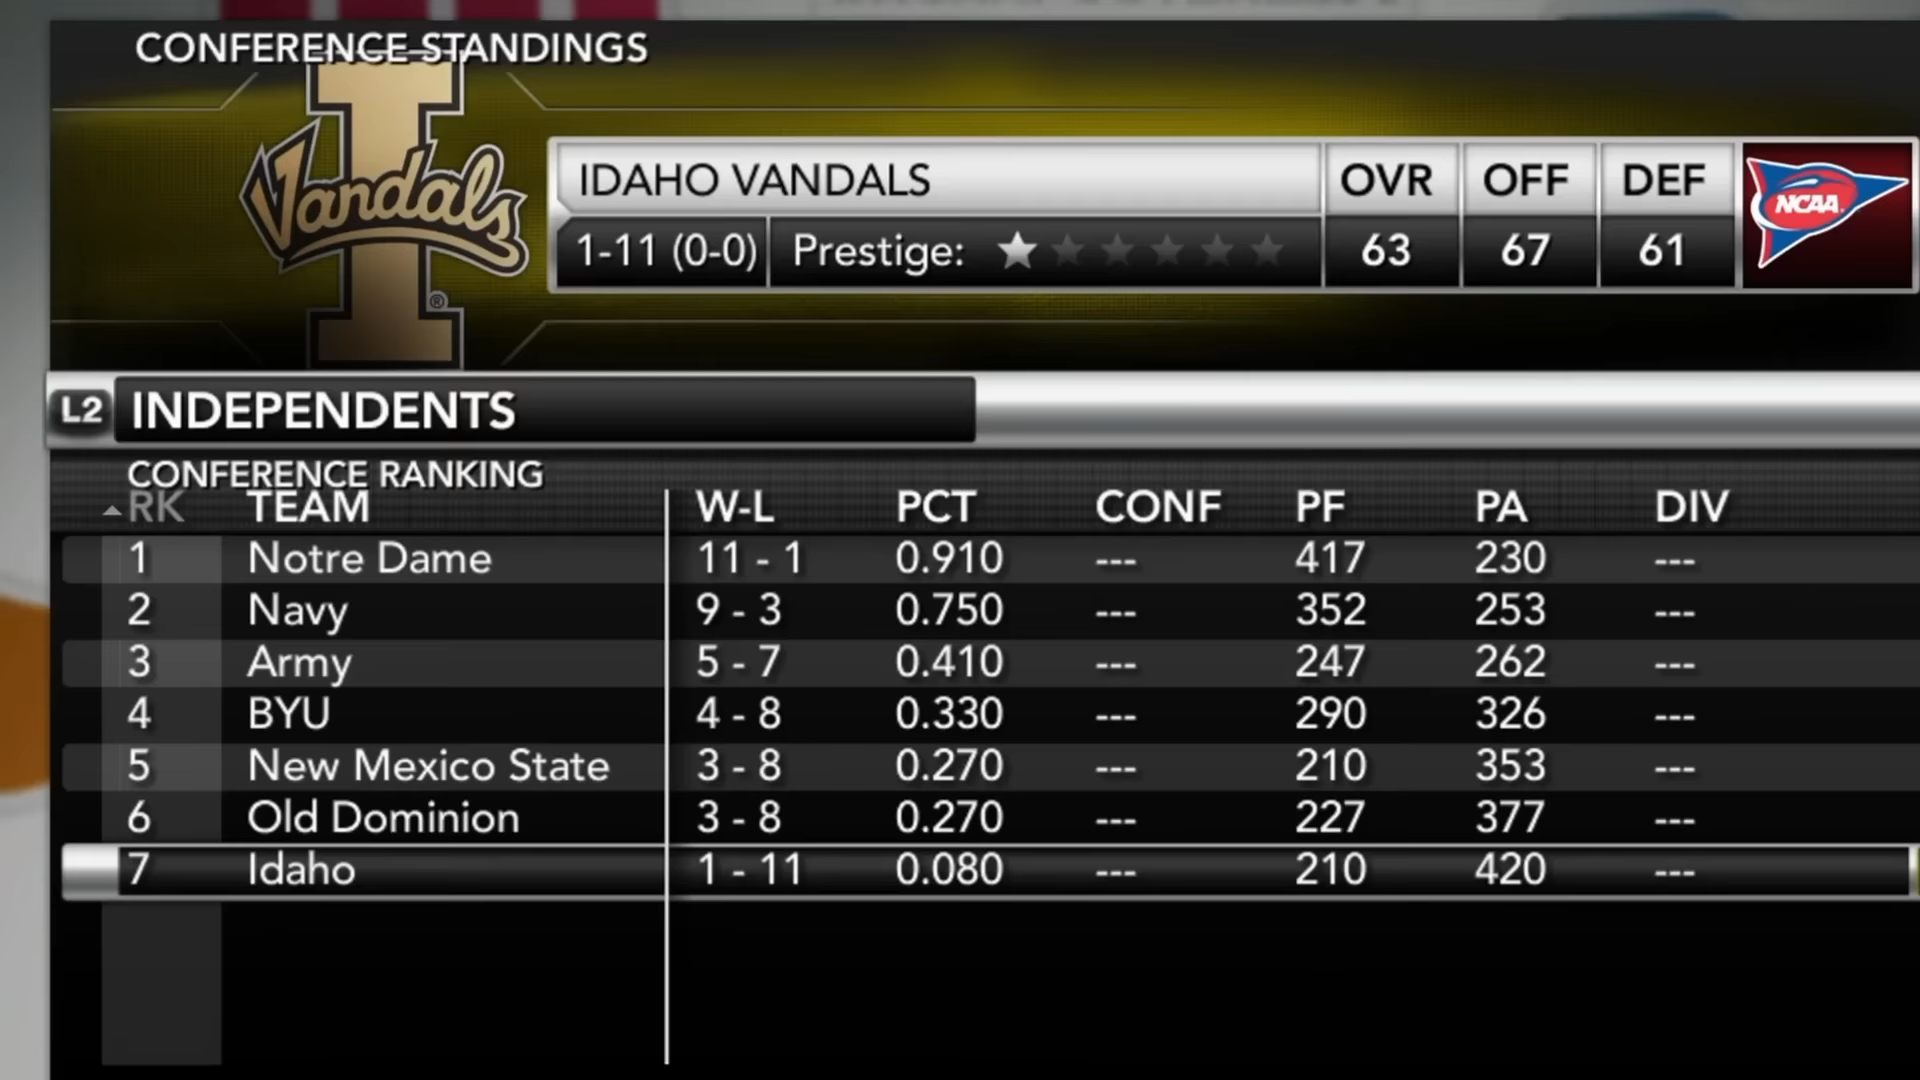 CONFERENCE STANDINGS
Vandals ®
IDAHO VANDALS OVR OFF DEF NCAA
1-11 (0-0) Prestige: 63 67 61
L2 INDEPENDENTS
CONFERENCE RANKING
RK TEAM W-L PCT CONF PF PA DIV
1 Notre Dame 11 - 1 0.910 --- 417 230 ---
2 Navy 9 - 3 0.750 --- 352 253 ---
3 Army 5 - 7 0.410 --- 247 262 ---
4 BYU 4 - 8 0.330 --- 290 326 ---
5 New Mexico State 3 - 8 0.270 --- 210 353 ---
6 Old Dominion 3 - 8 0.270 --- 227 377 ---
7 Idaho 1 - 11 0.080 --- 210 420 ---